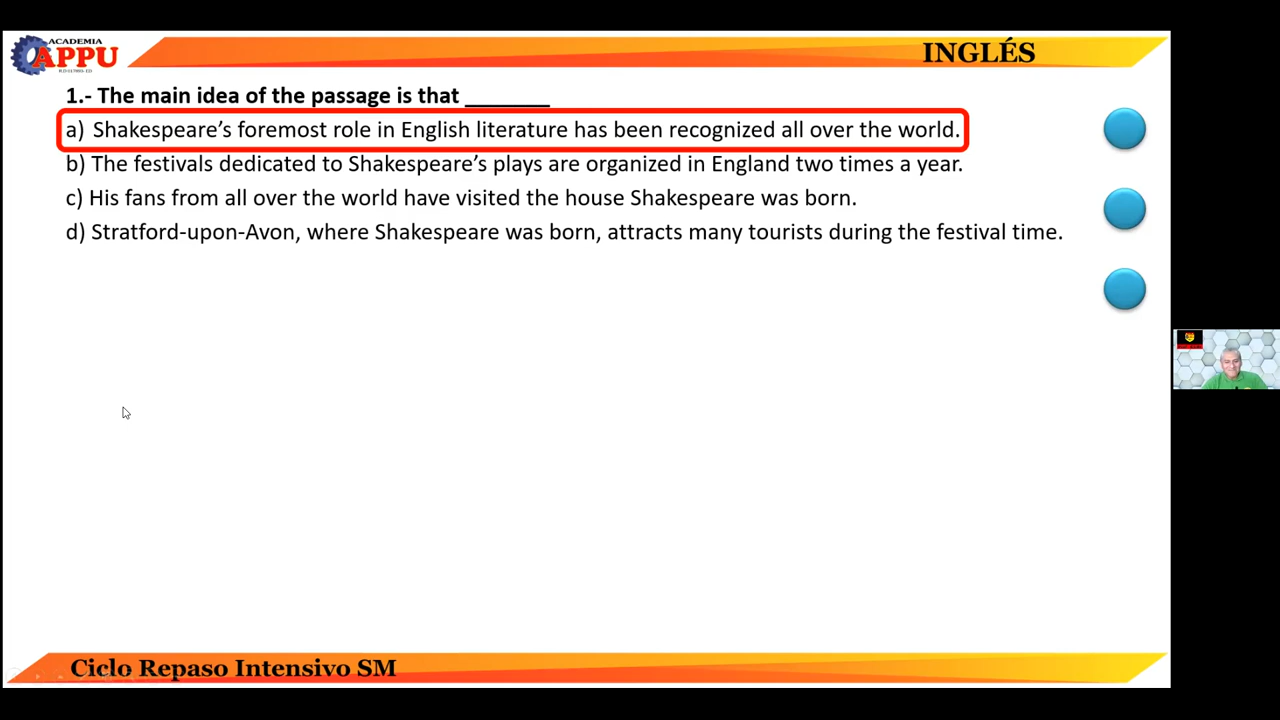 ACADEMIA
APPU
INGLÉS
1.- The main idea of the passage is that _______
a) Shakespeare’s foremost role in English literature has been recognized all over the world.
b) The festivals dedicated to Shakespeare’s plays are organized in England two times a year.
c) His fans from all over the world have visited the house Shakespeare was born.
d) Stratford-upon-Avon, where Shakespeare was born, attracts many tourists during the festival time.
Ciclo Repaso Intensivo SM